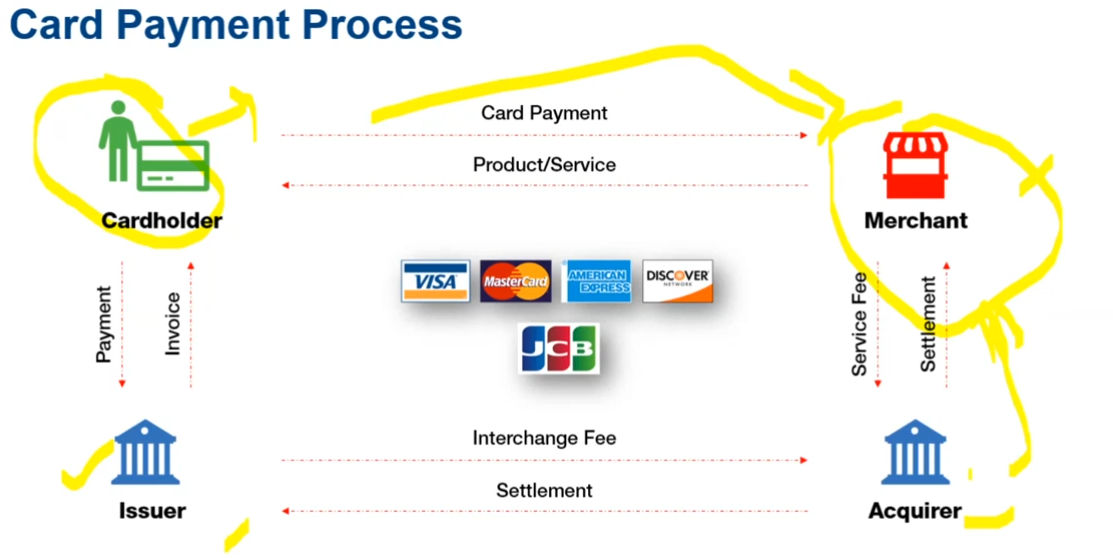 Card Payment Process
Card Payment
Product/Service
Cardholder
Merchant
Payment
Invoice
VISA
MasterCard
AMERICAN
EXPRESS
DISCOVER
NETWORK
JCB
Service Fee
Settlement
Interchange Fee
Settlement
Issuer
Acquirer